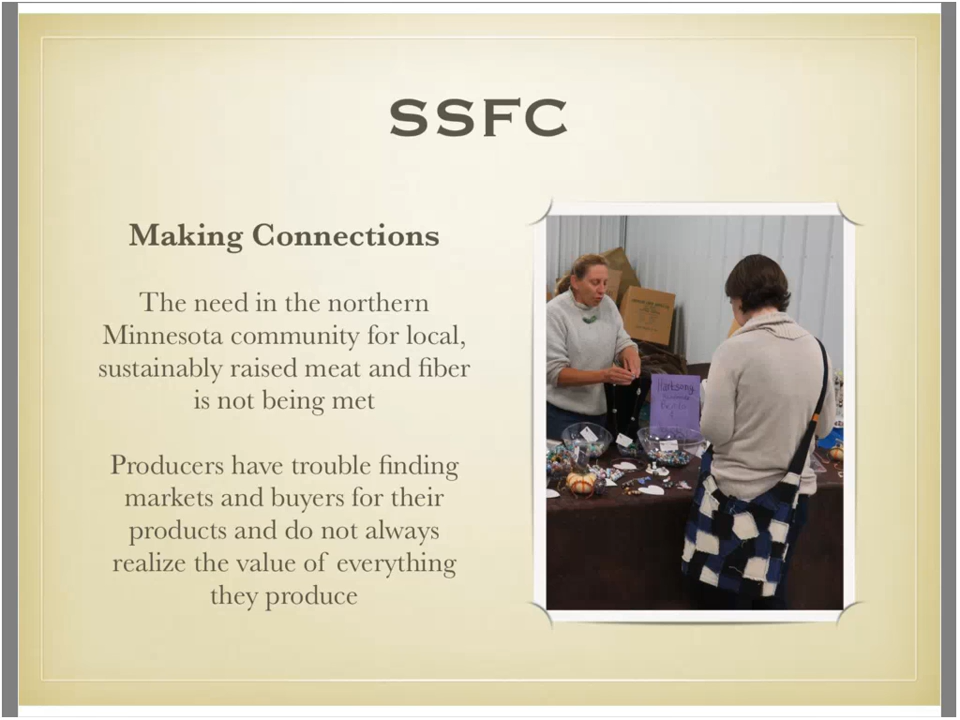 SSFC
Making Connections
The need in the northern
Minnesota community for local,
sustainably raised meat and fiber
is not being met
Producers have trouble finding
markets and buyers for their
products and do not always
realize the value of everything
they produce